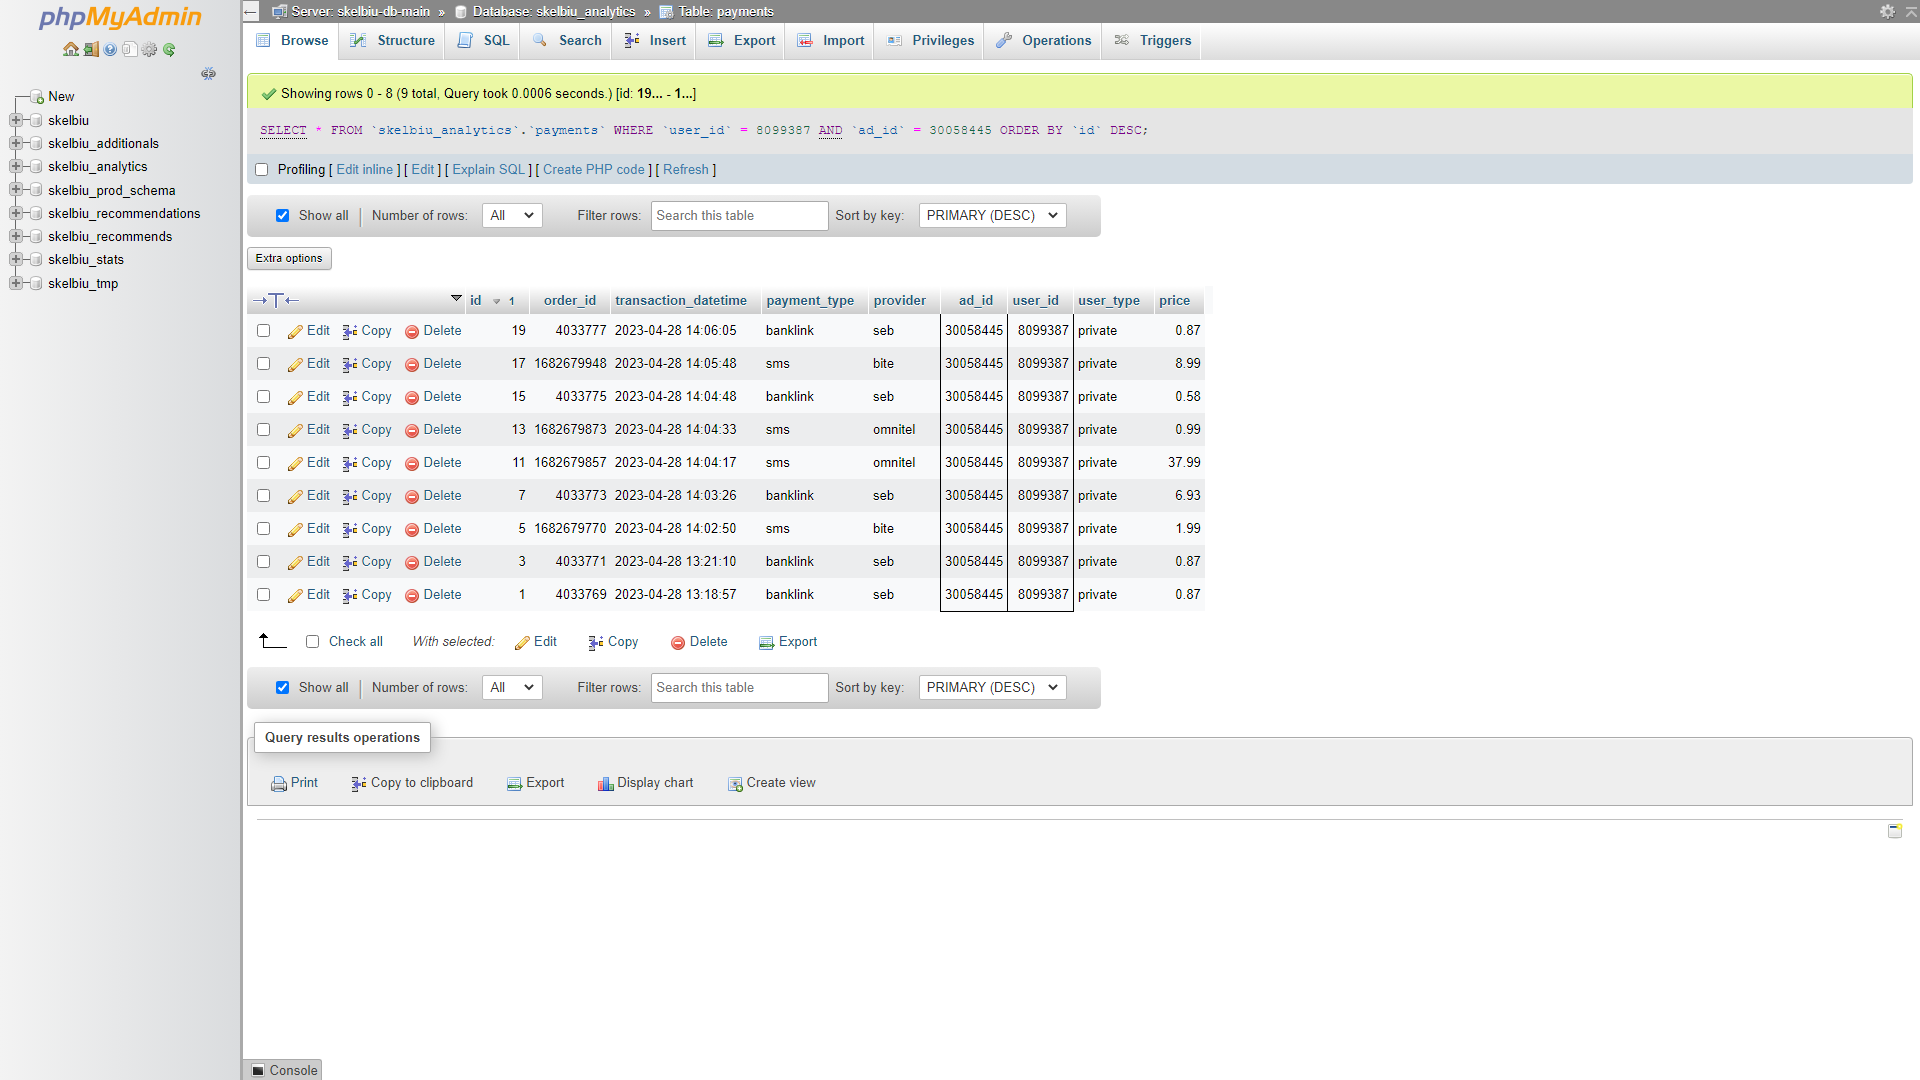 phpMyAdmin
New
skelbiu
skelbiu_additionals
skelbiu_analytics
skelbiu_prod_schema
skelbiu_recommendations
skelbiu_recommends
skelbiu_stats
skelbiu_tmp
Server: skelbiu-db-main » Database: skelbiu_analytics » Table: payments
Browse Structure SQL Search Insert Export Import Privileges Operations Triggers
Showing rows 0 - 8 (9 total, Query took 0.0006 seconds.) [id: 19... - 1...]
SELECT * FROM `skelbiu_analytics`.`payments` WHERE `user_id` = 8099387 AND `ad_id` = 30058445 ORDER BY `id` DESC;
Profiling [ Edit inline ] [ Edit ] [ Explain SQL ] [ Create PHP code ] [ Refresh ]
Show all Number of rows: All Filter rows: Search this table Sort by key: PRIMARY (DESC)
Extra options
id 1 order_id transaction_datetime payment_type provider ad_id user_id user_type price
Edit Copy Delete 19 4033777 2023-04-28 14:06:05 banklink seb 30058445 8099387 private 0.87
Edit Copy Delete 17 1682679948 2023-04-28 14:05:48 sms bite 30058445 8099387 private 8.99
Edit Copy Delete 15 4033775 2023-04-28 14:04:48 banklink seb 30058445 8099387 private 0.58
Edit Copy Delete 13 1682679873 2023-04-28 14:04:33 sms omnitel 30058445 8099387 private 0.99
Edit Copy Delete 11 1682679857 2023-04-28 14:04:17 sms omnitel 30058445 8099387 private 37.99
Edit Copy Delete 7 4033773 2023-04-28 14:03:26 banklink seb 30058445 8099387 private 6.93
Edit Copy Delete 5 1682679770 2023-04-28 14:02:50 sms bite 30058445 8099387 private 1.99
Edit Copy Delete 3 4033771 2023-04-28 13:21:10 banklink seb 30058445 8099387 private 0.87
Edit Copy Delete 1 4033769 2023-04-28 13:18:57 banklink seb 30058445 8099387 private 0.87
Check all With selected: Edit Copy Delete Export
Show all Number of rows: All Filter rows: Search this table Sort by key: PRIMARY (DESC)
Query results operations
Print Copy to clipboard Export Display chart Create view
Console